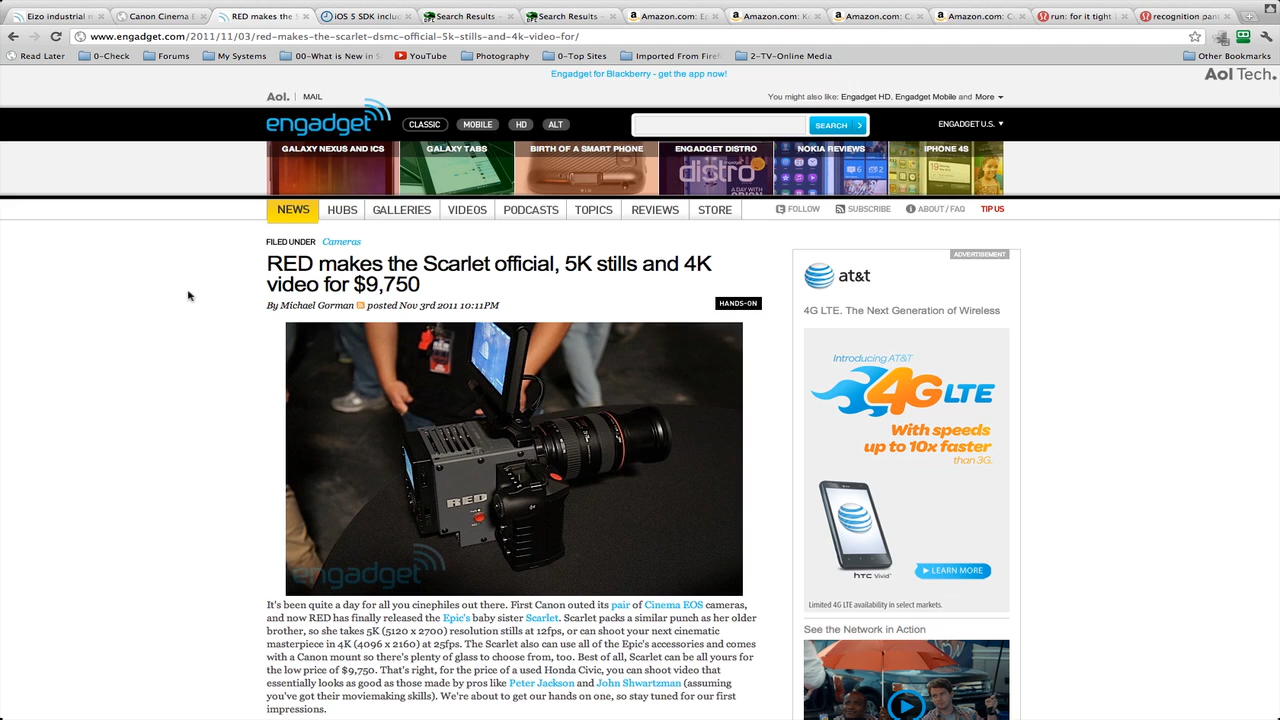 Eizo industrial
Canon Cinema E
RED makes the S
iOS 5 SDK inclu
Search Results –
Search Results –
Amazon.com: E
Amazon.com: K
Amazon.com: C
Amazon.com: C
run: for it tight
recognition pan
www.engadget.com/2011/11/03/red-makes-the-scarlet-dsmc-official-5k-stills-and-4k-video-for/
Read Later 0-Check Forums My Systems 00-What is New in S YouTube Photography 0-Top Sites Imported From Firef 2-TV-Online Media Other Bookmarks
Engadget for Blackberry - get the app now!
Aol Tech.
Aol. | MAIL
You might also like: Engadget HD, Engadget Mobile and More
engadget CLASSIC MOBILE HD ALT SEARCH ENGADGET U.S.
GALAXY NEXUS AND ICS GALAXY TABS BIRTH OF A SMART PHONE ENGADGET DISTRO NOKIA REVIEWS IPHONE 4S
distro
NEWS HUBS GALLERIES VIDEOS PODCASTS TOPICS REVIEWS STORE FOLLOW SUBSCRIBE ABOUT / FAQ TIP US
FILED UNDER Cameras
RED makes the Scarlet official, 5K stills and 4K
video for $9,750
By Michael Gorman posted Nov 3rd 2011 10:11PM
HANDS-ON
RED
engadget
It's been quite a day for all you cinephiles out there. First Canon outed its pair of Cinema EOS cameras,
and now RED has finally released the Epic's baby sister Scarlet. Scarlet packs a similar punch as her older
brother, so she takes 5K (5120 x 2700) resolution stills at 12fps, or can shoot your next cinematic
masterpiece in 4K (4096 x 2160) at 25fps. The Scarlet also can use all of the Epic's accessories and comes
with a Canon mount so there's plenty of glass to choose from, too. Best of all, Scarlet can be all yours for
the low price of $9,750. That's right, for the price of a used Honda Civic, you can shoot video that
essentially looks as good as those made by pros like Peter Jackson and John Shwartzman (assuming
you've got their moviemaking skills). We're about to get our hands on one, so stay tuned for our first
impressions.
ADVERTISEMENT
at&t
4G LTE. The Next Generation of Wireless
Introducing AT&T
4G LTE
With speeds
up to 10x faster
than 3G.
htc Vivid
LEARN MORE
Limited 4G LTE availability in select markets.
See the Network in Action